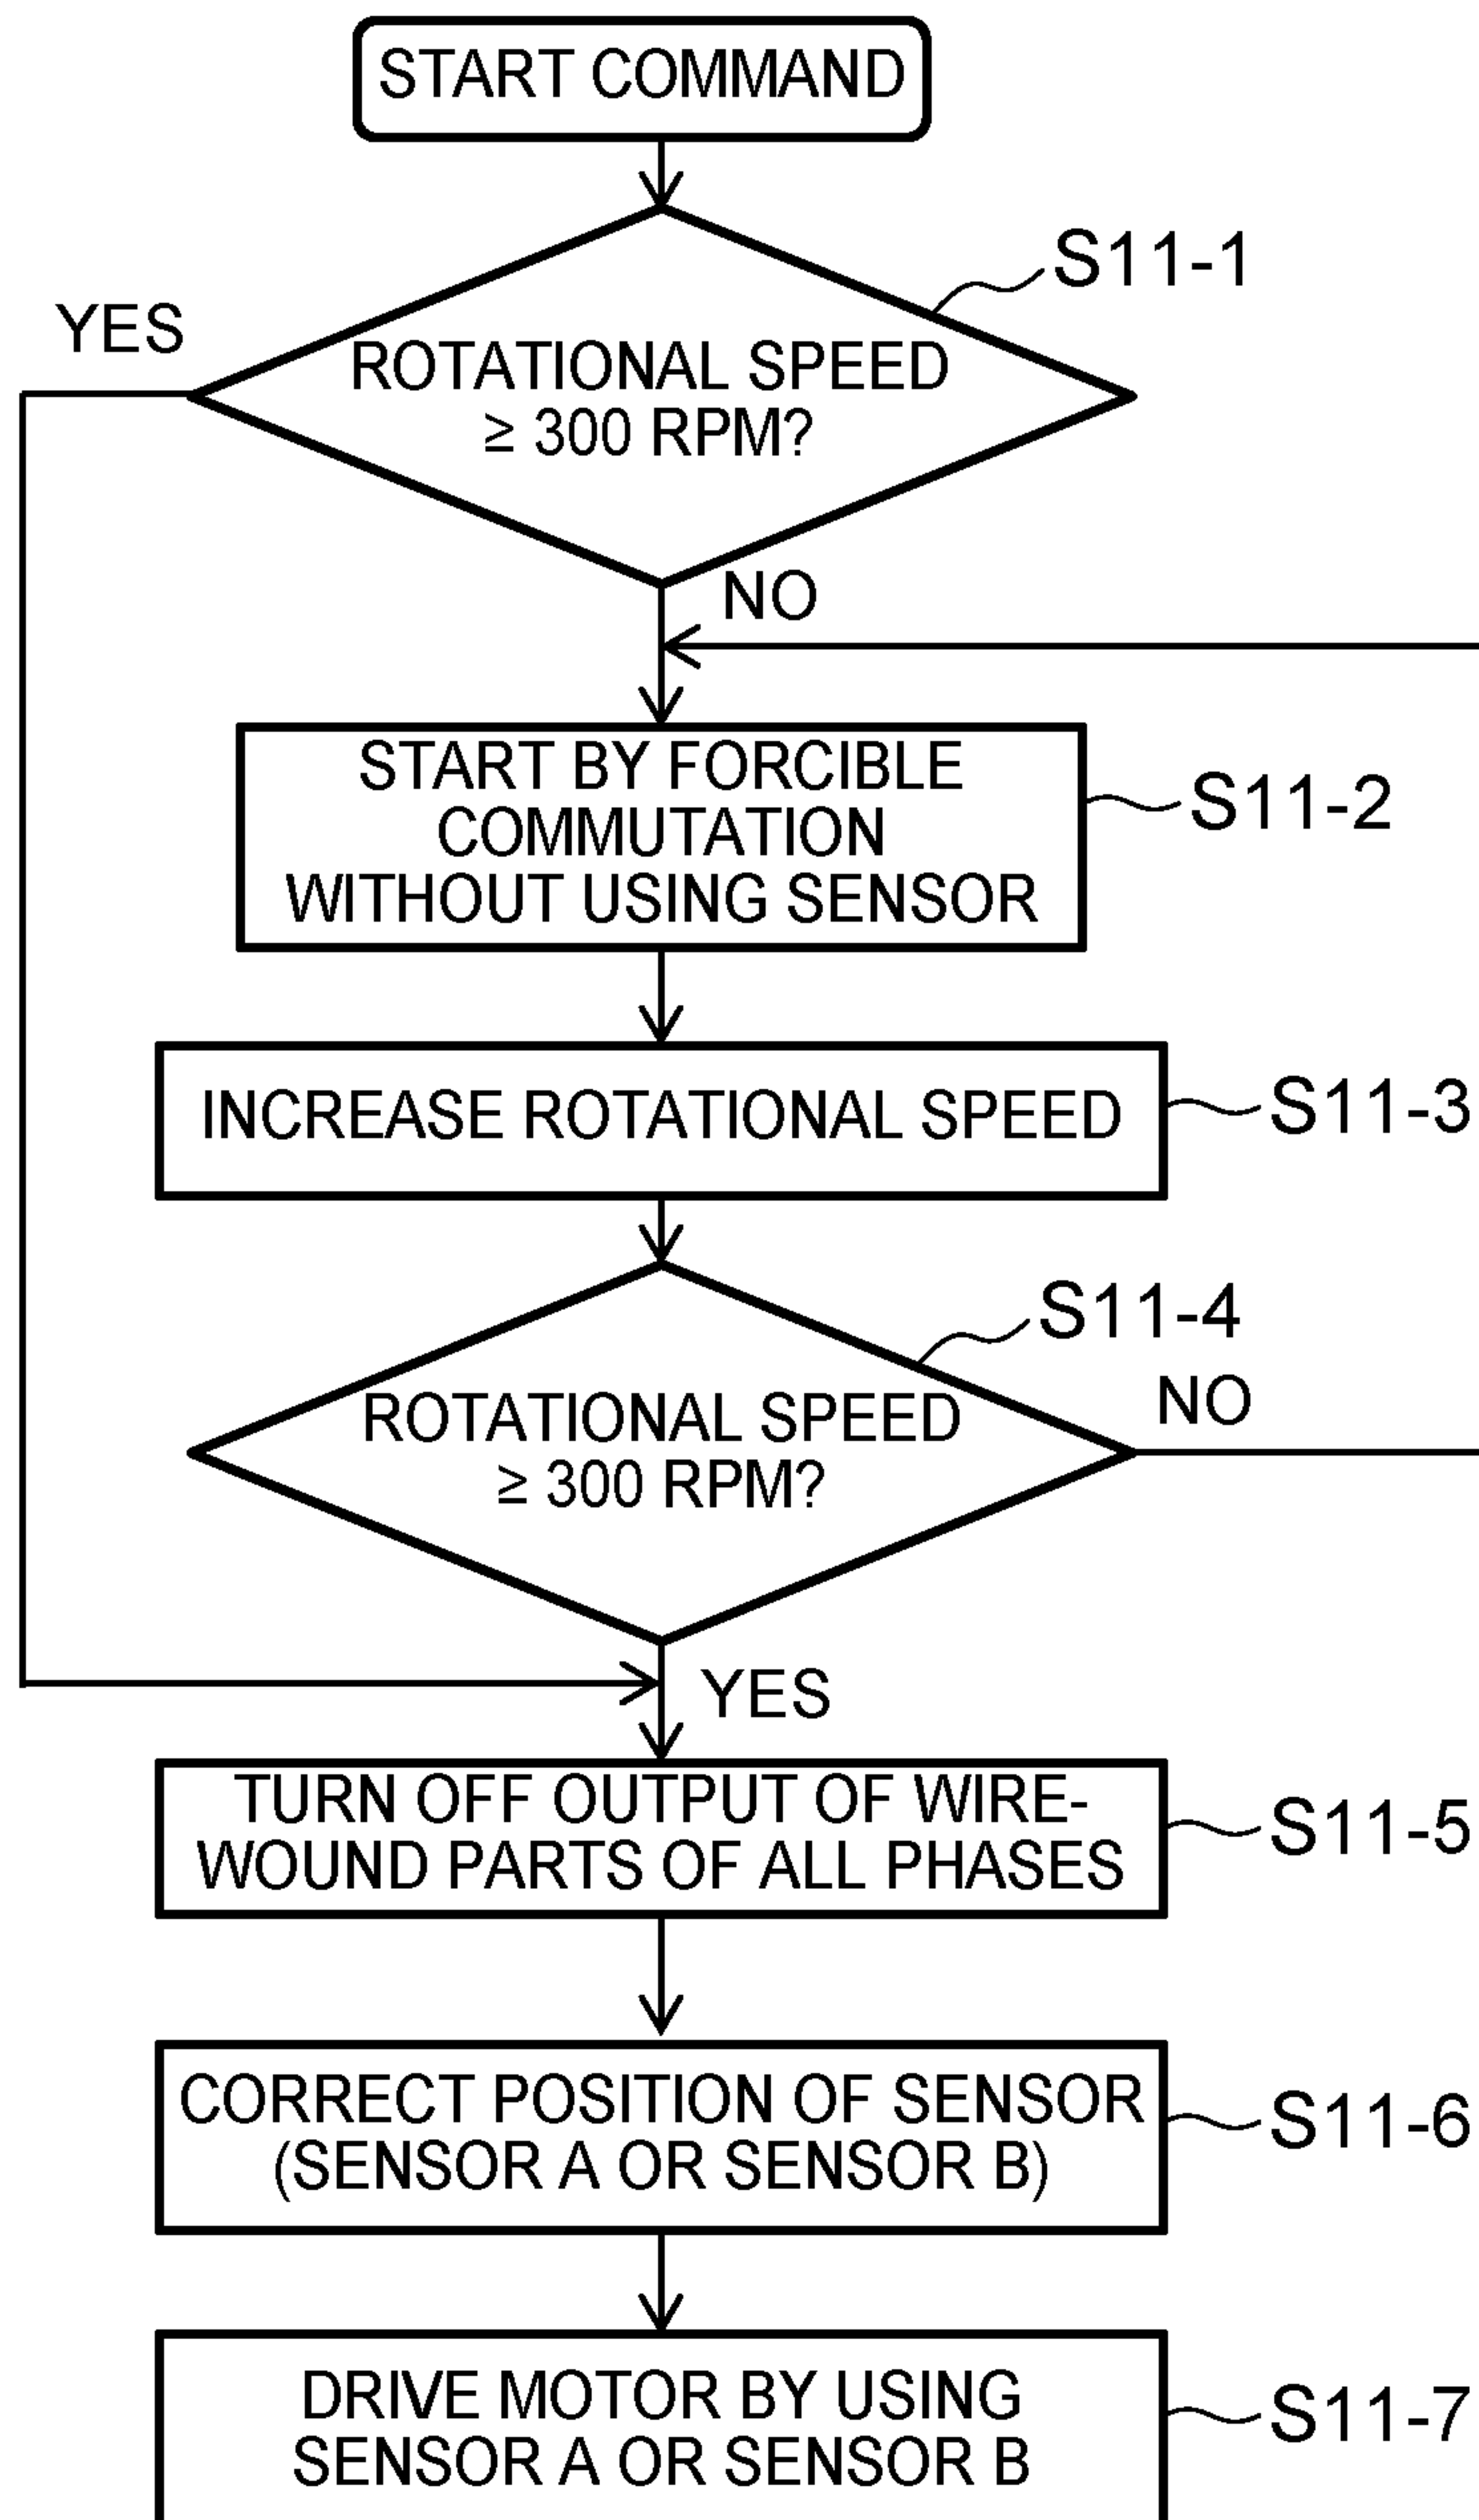 START COMMAND
S11-1
YES
ROTATIONAL SPEED
≥ 300 RPM?
NO
START BY FORCIBLE
COMMUTATION
WITHOUT USING SENSOR
S11-2
INCREASE ROTATIONAL SPEED
S11-3
S11-4
ROTATIONAL SPEED
≥ 300 RPM?
NO
YES
TURN OFF OUTPUT OF WIRE-
WOUND PARTS OF ALL PHASES
S11-5
CORRECT POSITION OF SENSOR
(SENSOR A OR SENSOR B)
S11-6
DRIVE MOTOR BY USING
SENSOR A OR SENSOR B
S11-7